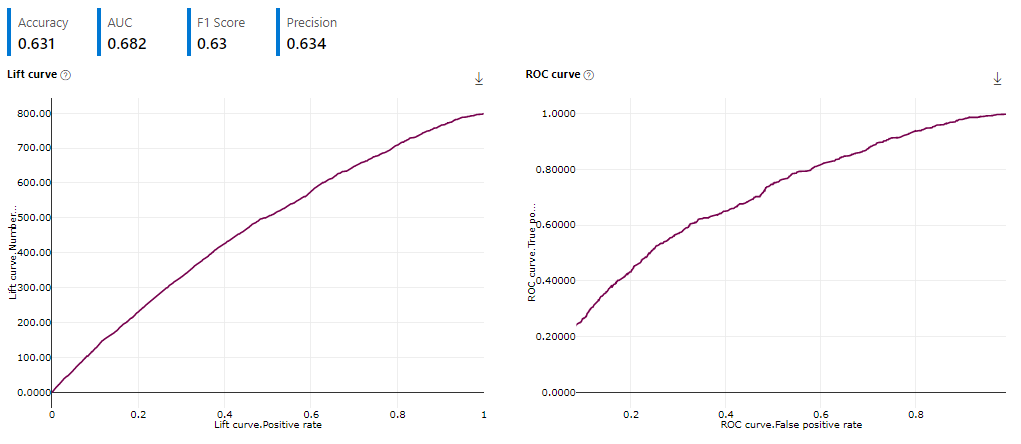 Accuracy
0.631
AUC
0.682
F1 Score
0.63
Precision
0.634
Lift curve ?
800.00
700.00
600.00
500.00
400.00
300.00
200.00
100.00
0.0000
Lift curve.Number...
0 0.2 0.4 0.6 0.8 1
Lift curve.Positive rate
ROC curve ?
1.0000
0.80000
0.60000
0.40000
0.20000
0.0000
ROC curve.True po...
0.2 0.4 0.6 0.8
ROC curve.False positive rate